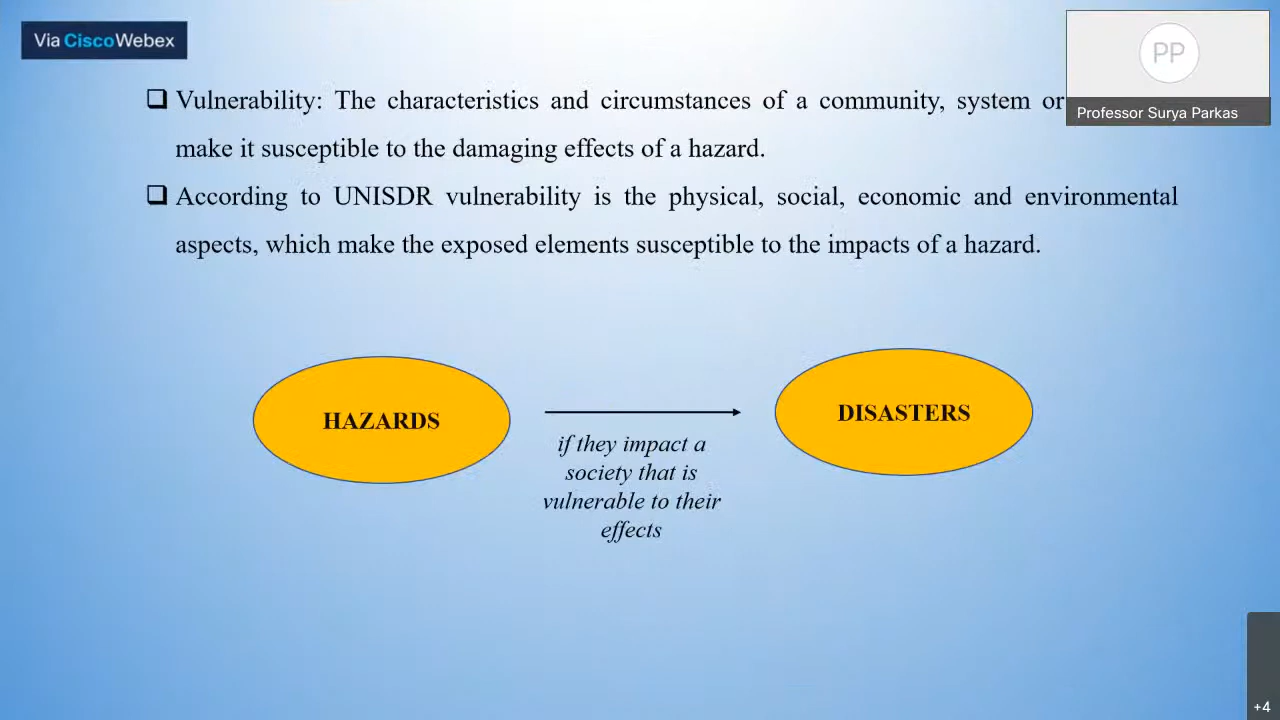 Via Cisco Webex
PP
Professor Surya Parkas
Vulnerability: The characteristics and circumstances of a community, system or
make it susceptible to the damaging effects of a hazard.
According to UNISDR vulnerability is the physical, social, economic and environmental
aspects, which make the exposed elements susceptible to the impacts of a hazard.
HAZARDS
if they impact a
society that is
vulnerable to their
effects
DISASTERS
+4